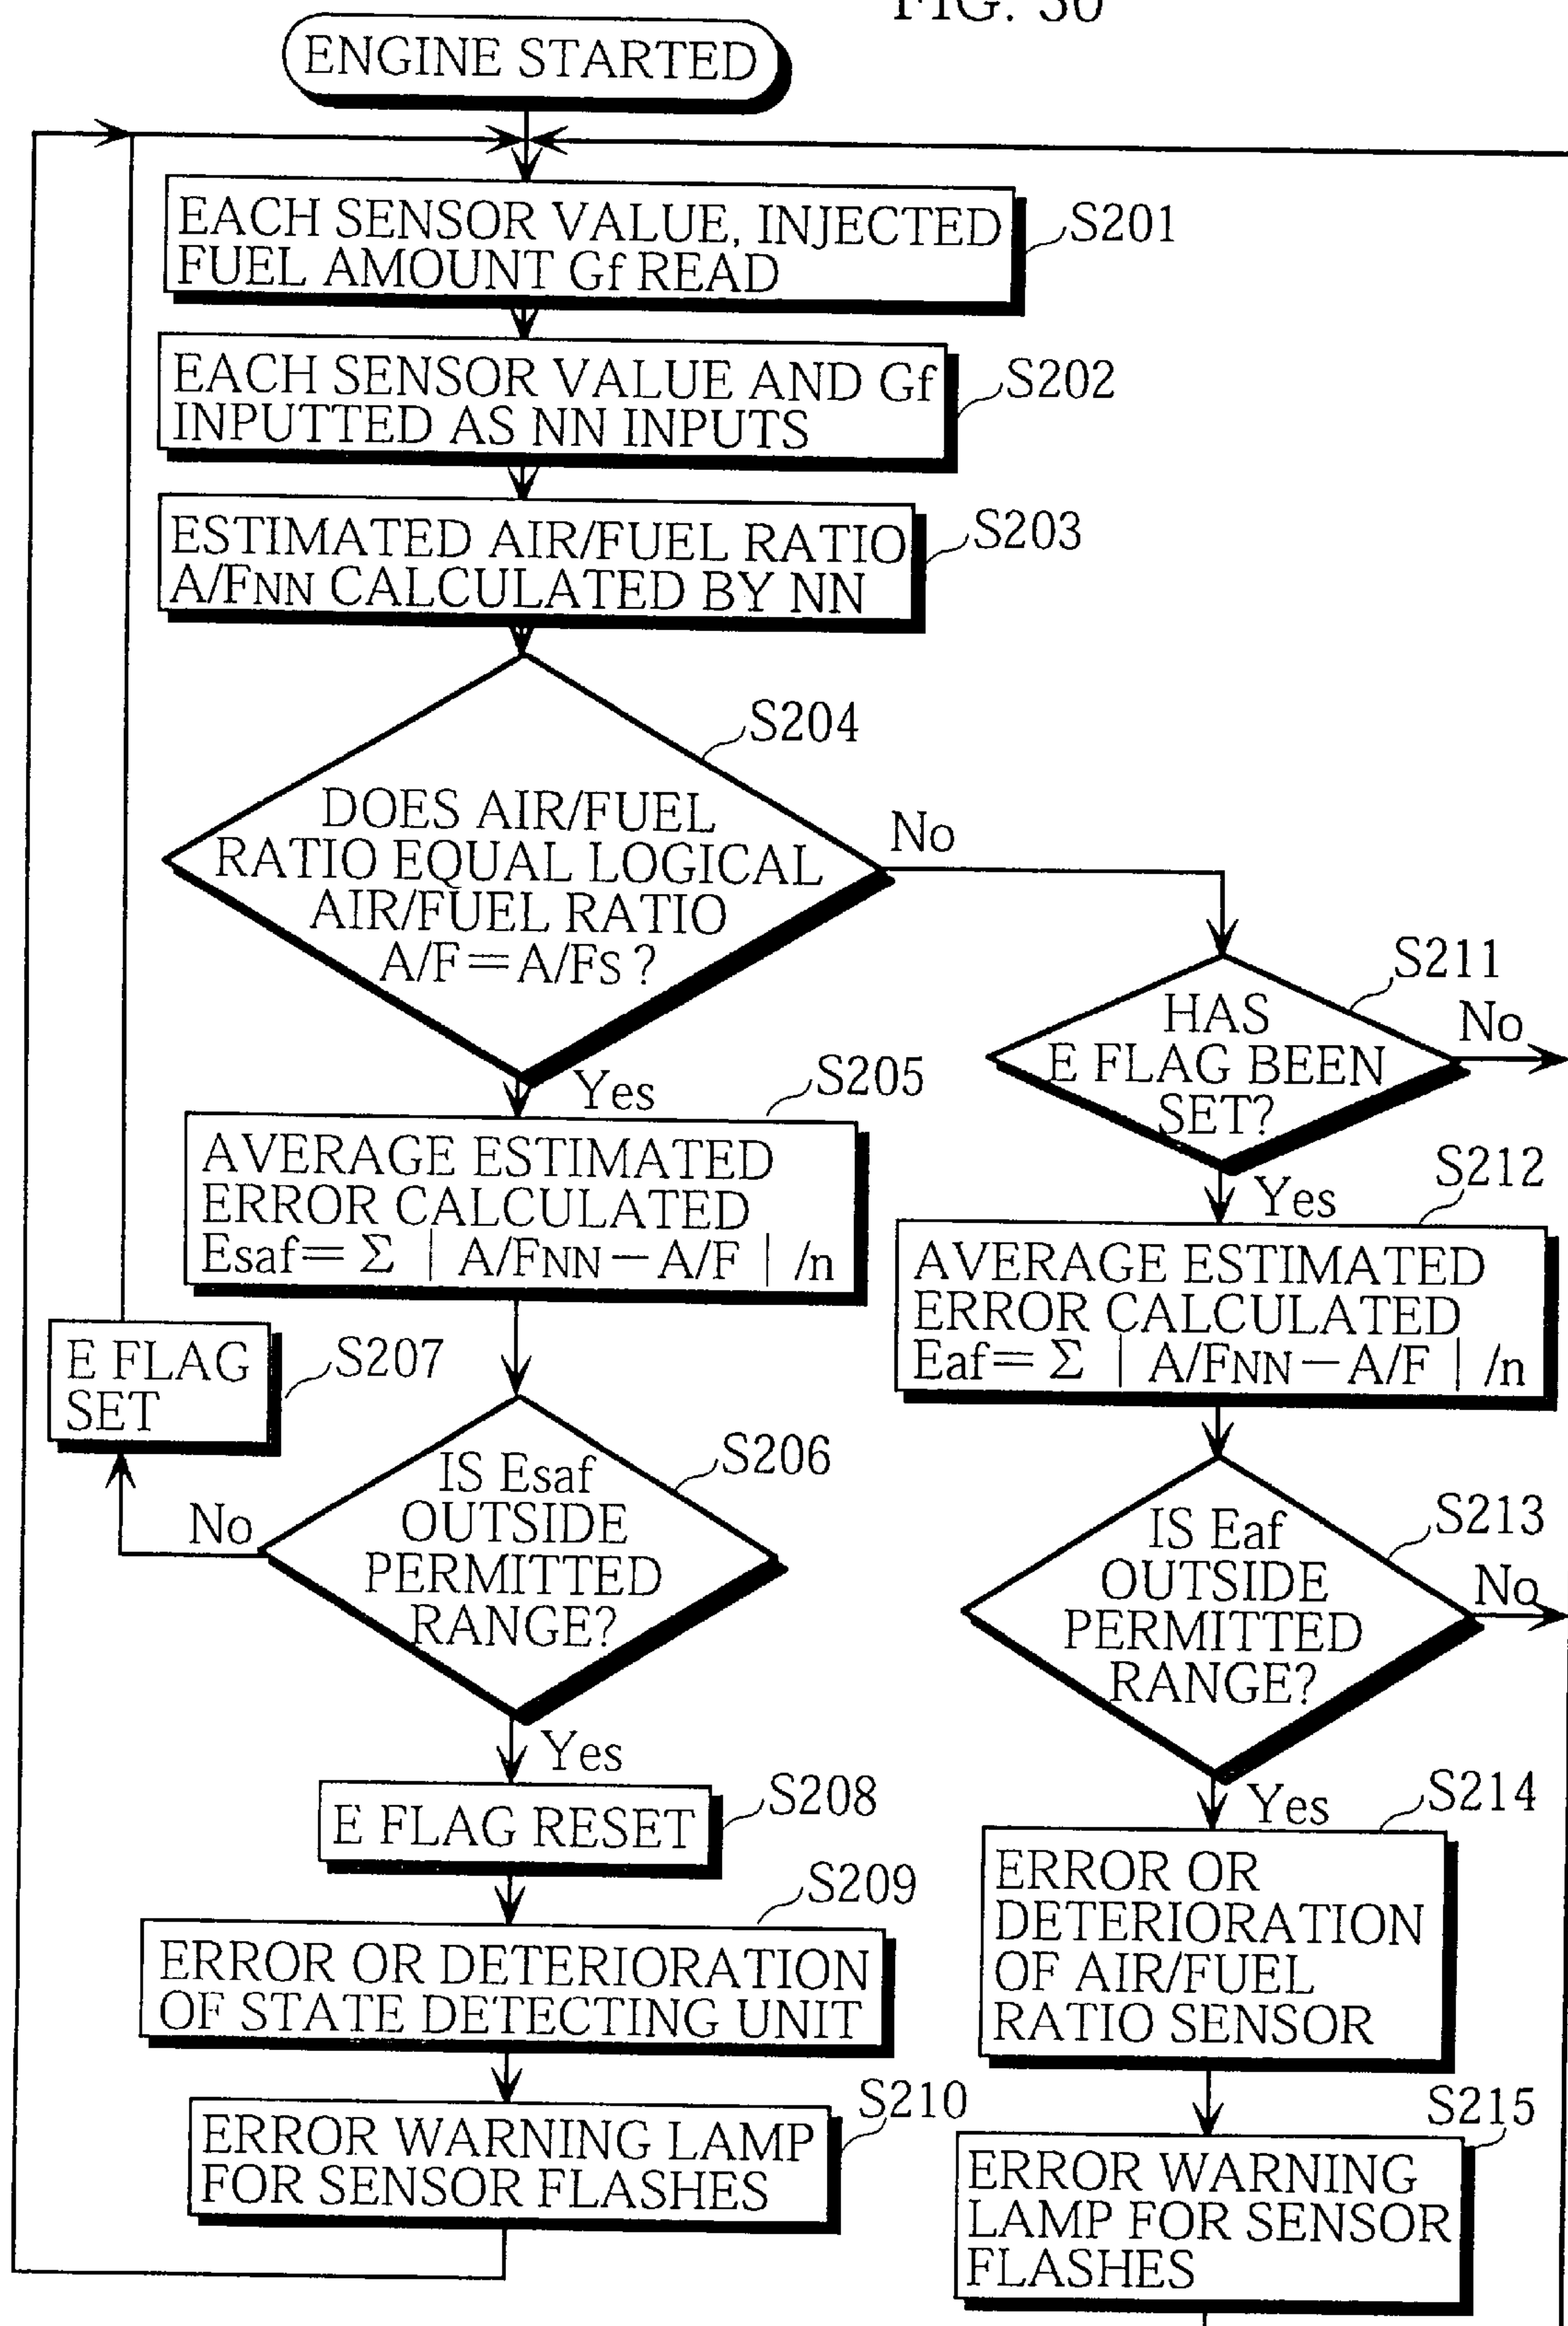 FIG. 30
ENGINE STARTED
EACH SENSOR VALUE, INJECTED
FUEL AMOUNT Gf READ
S201
EACH SENSOR VALUE AND Gf
INPUTTED AS NN INPUTS
S202
ESTIMATED AIR/FUEL RATIO
A/FNN CALCULATED BY NN
S203
S204
DOES AIR/FUEL
RATIO EQUAL LOGICAL
AIR/FUEL RATIO
A/F=A/FS?
No
Yes
S205
AVERAGE ESTIMATED
ERROR CALCULATED
Esaf=Σ | A/FNN－A/F | /n
S207
E FLAG
SET
S206
IS Esaf
OUTSIDE
PERMITTED
RANGE?
No
Yes
S208
E FLAG RESET
S209
ERROR OR DETERIORATION
OF STATE DETECTING UNIT
S210
ERROR WARNING LAMP
FOR SENSOR FLASHES
S211
HAS
E FLAG BEEN
SET?
No
Yes
S212
AVERAGE ESTIMATED
ERROR CALCULATED
Eaf=Σ | A/FNN－A/F | /n
S213
IS Eaf
OUTSIDE
PERMITTED
RANGE?
No
Yes
S214
ERROR OR
DETERIORATION
OF AIR/FUEL
RATIO SENSOR
S215
ERROR WARNING
LAMP FOR SENSOR
FLASHES